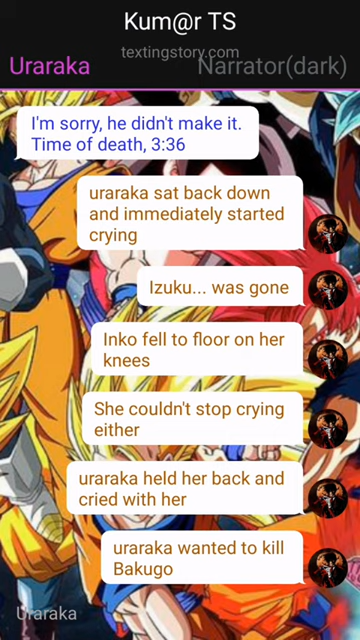 Kum@r TS
textingstory.com
Uraraka
Narrator(dark)
I'm sorry, he didn't make it.
Time of death, 3:36
uraraka sat back down
and immediately started
crying
Izuku... was gone
Inko fell to floor on her
knees
She couldn't stop crying
either
uraraka held her back and
cried with her
uraraka wanted to kill
Bakugo
Uraraka